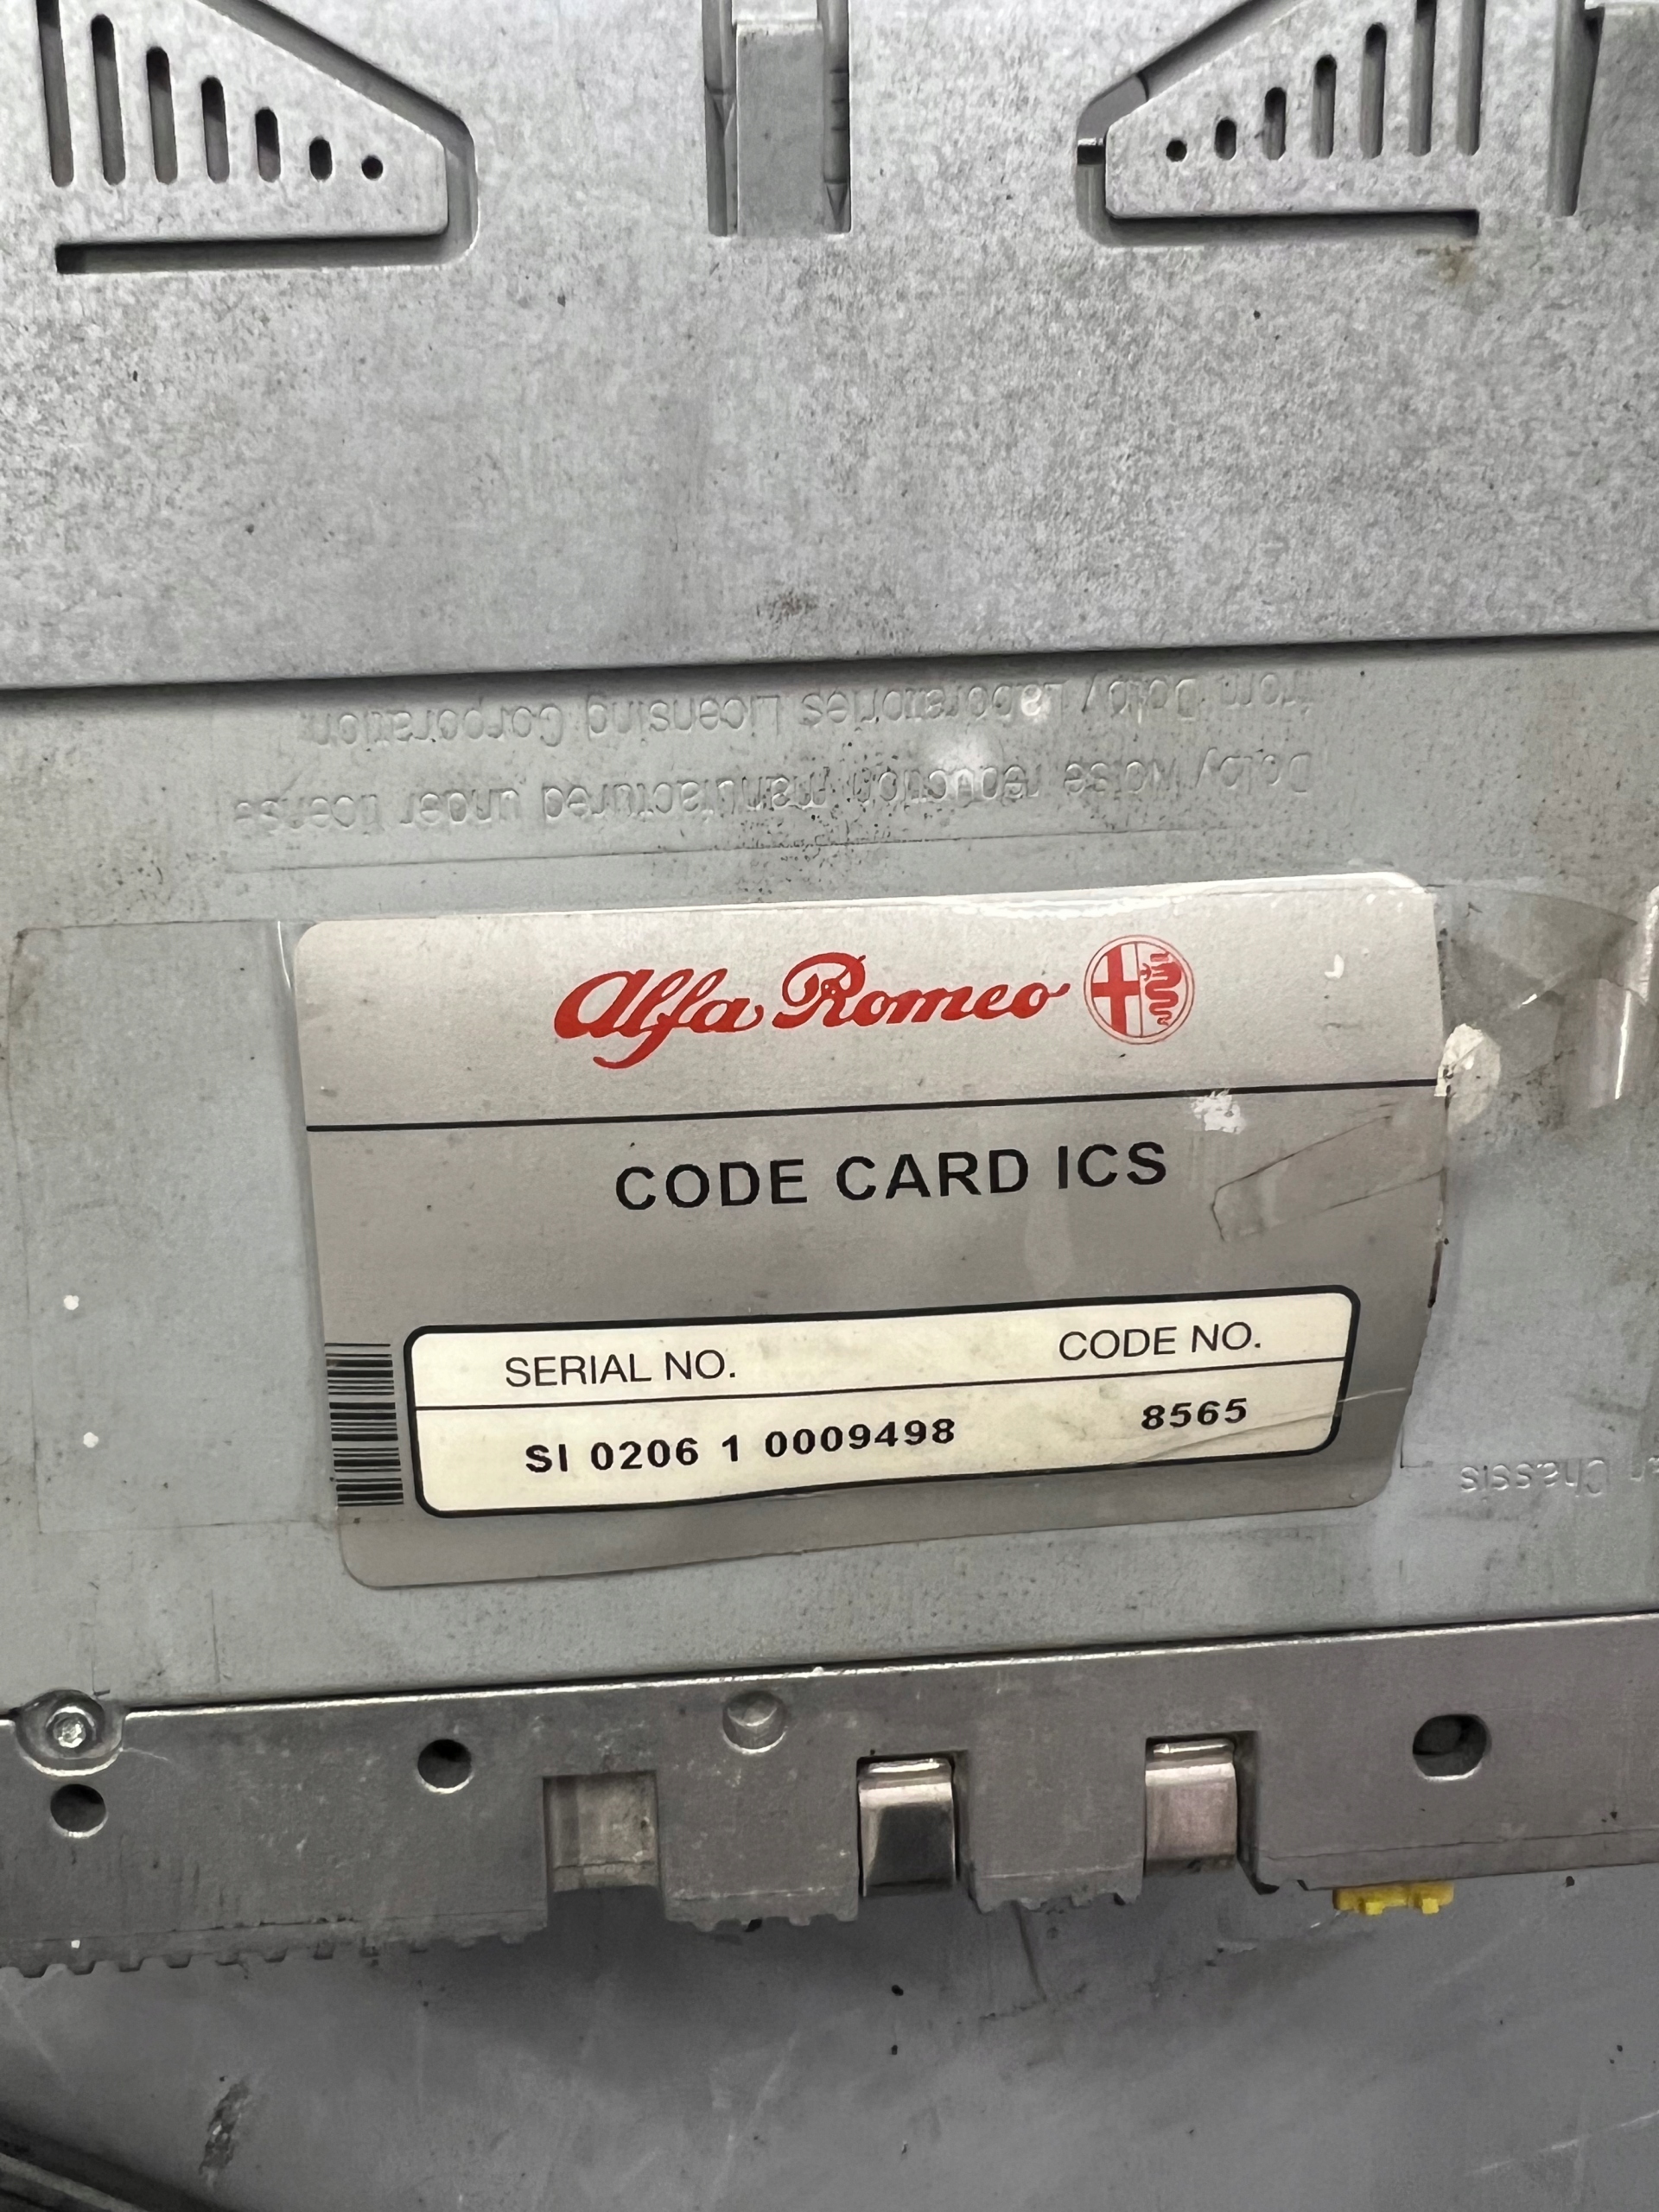 from Dolby Laboratories Licensing Corporation
Dolby Noise reduction manufactured under license
Alfa Romeo
CODE CARD ICS
SERIAL NO. CODE NO.
SI 0206 1 0009498 8565
Chassis